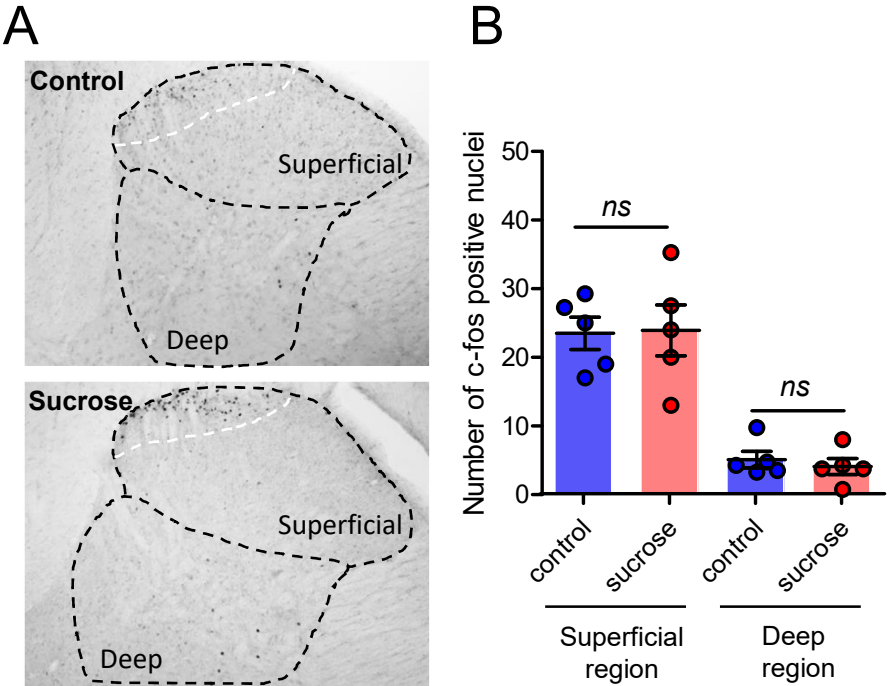 A
Control
Superficial
Deep
Sucrose
Superficial
Deep
B
Number of c-fos positive nuclei
50
40
30
20
10
0
ns
ns
control
sucrose
control
sucrose
Superficial
region
Deep
region